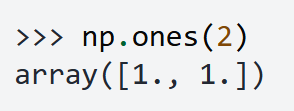 >>> np.ones(2)
array([1., 1.])